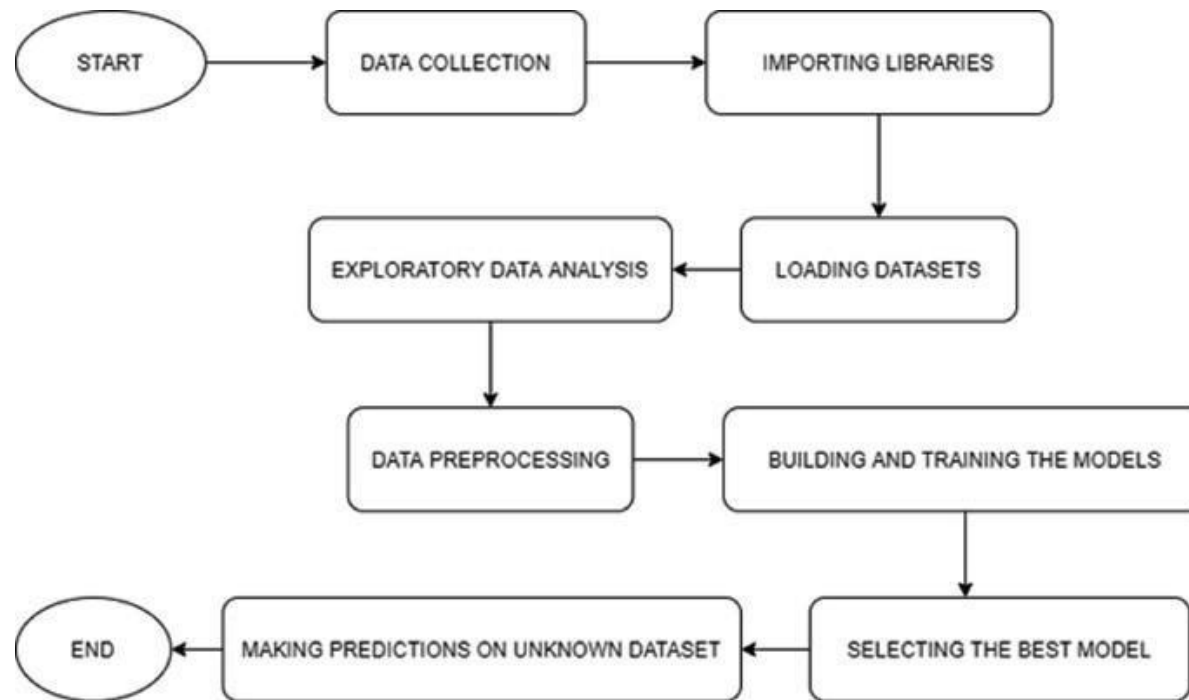 START
DATA COLLECTION
IMPORTING LIBRARIES
LOADING DATASETS
EXPLORATORY DATA ANALYSIS
DATA PREPROCESSING
BUILDING AND TRAINING THE MODELS
SELECTING THE BEST MODEL
MAKING PREDICTIONS ON UNKNOWN DATASET
END